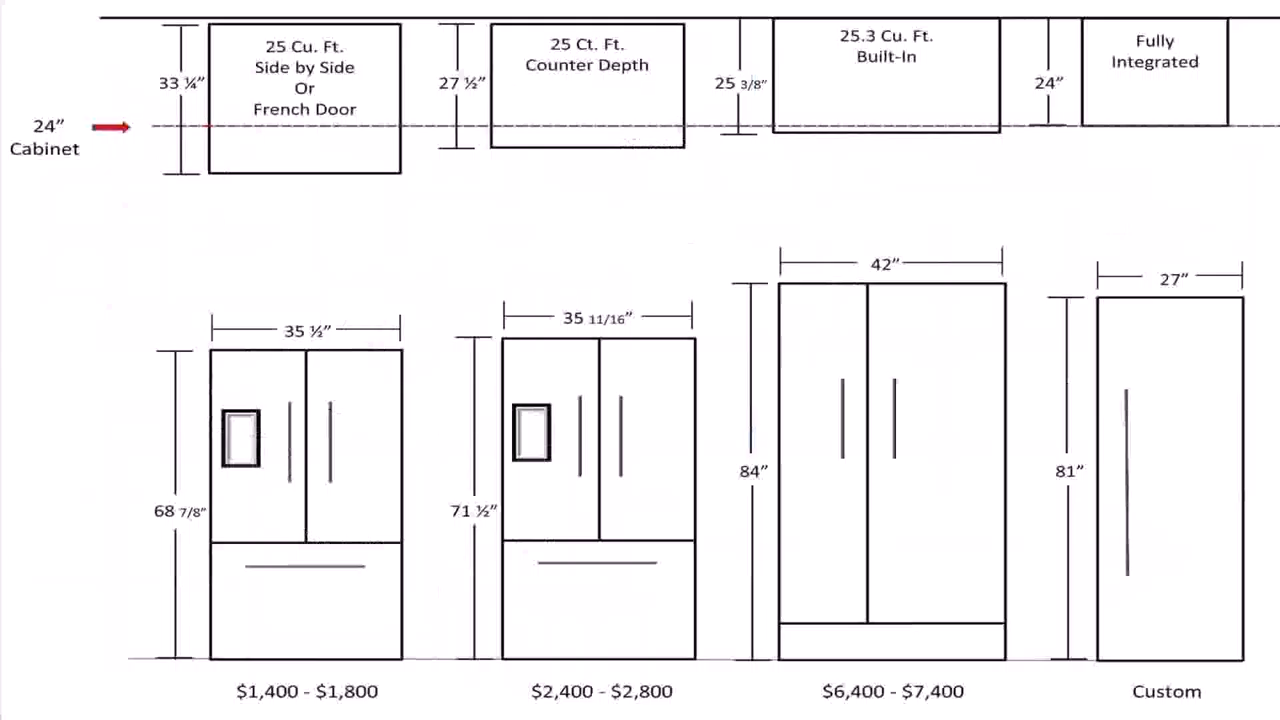 25 Cu. Ft.
Side by Side
Or
French Door
33 ¼”
25 Ct. Ft.
Counter Depth
27 ½”
25.3 Cu. Ft.
Built-In
25 3/8”
Fully
Integrated
24”
24”
Cabinet
35 ½”
68 7/8”
35 11/16”
71 ½”
42”
84”
27”
81”
$1,400 - $1,800
$2,400 - $2,800
$6,400 - $7,400
Custom